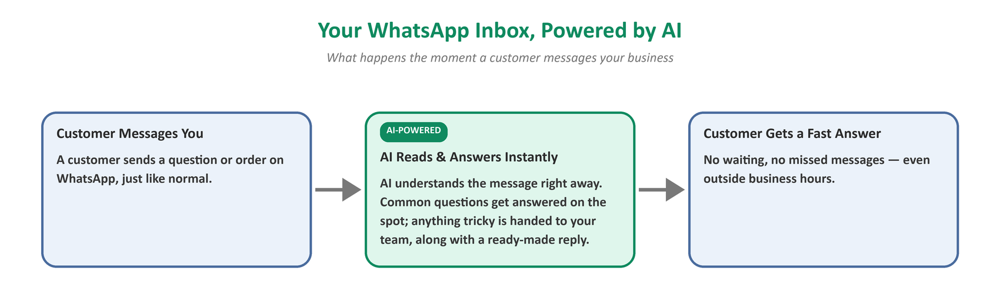 Your WhatsApp Inbox, Powered by AI
What happens the moment a customer messages your business
Customer Messages You
A customer sends a question or order on
WhatsApp, just like normal.
AI-POWERED
AI Reads & Answers Instantly
AI understands the message right away.
Common questions get answered on the
spot; anything tricky is handed to your
team, along with a ready-made reply.
Customer Gets a Fast Answer
No waiting, no missed messages — even
outside business hours.